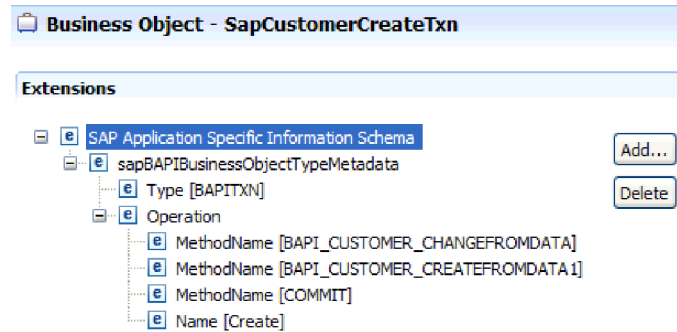 Business Object - SapCustomerCreateTxn
Extensions
SAP Application Specific Information Schema
Add...
sapBAPIBusinessObjectTypeMetadata
Type [BAPITXN]
Delete
Operation
MethodName [BAPI_CUSTOMER_CHANGEFROMDATA]
MethodName [BAPI_CUSTOMER_CREATEFROMDATA1]
MethodName [COMMIT]
Name [Create]